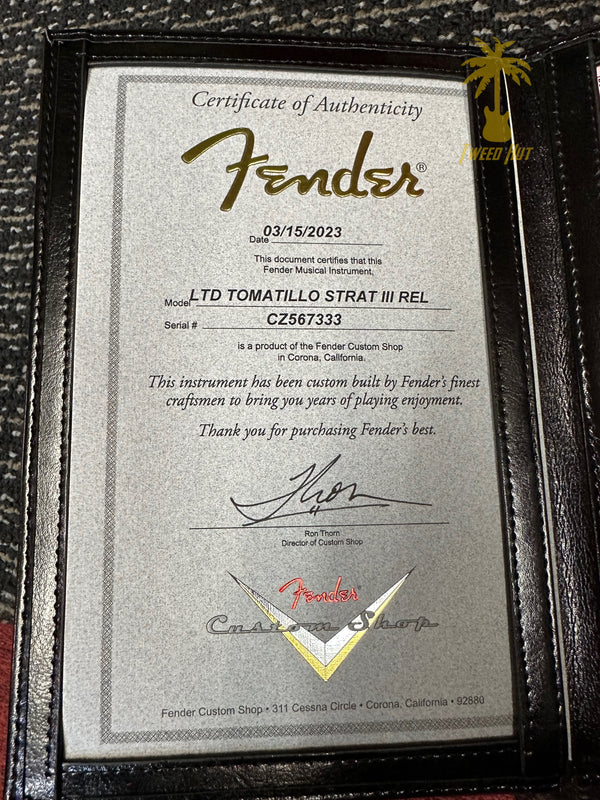 TWEED HUT
Certificate of Authenticity
Fender®
Date 03/15/2023
This document certifies that this
Fender Musical Instrument,
Model LTD TOMATILLO STRAT III REL
Serial # CZ567333
is a product of the Fender Custom Shop
in Corona, California.
This instrument has been custom built by Fender's finest
craftsmen to bring you years of playing enjoyment.
Thank you for purchasing Fender's best.
Ron Thorn
Director of Custom Shop
Fender
Custom Shop
Fender Custom Shop • 311 Cessna Circle • Corona, California • 92880